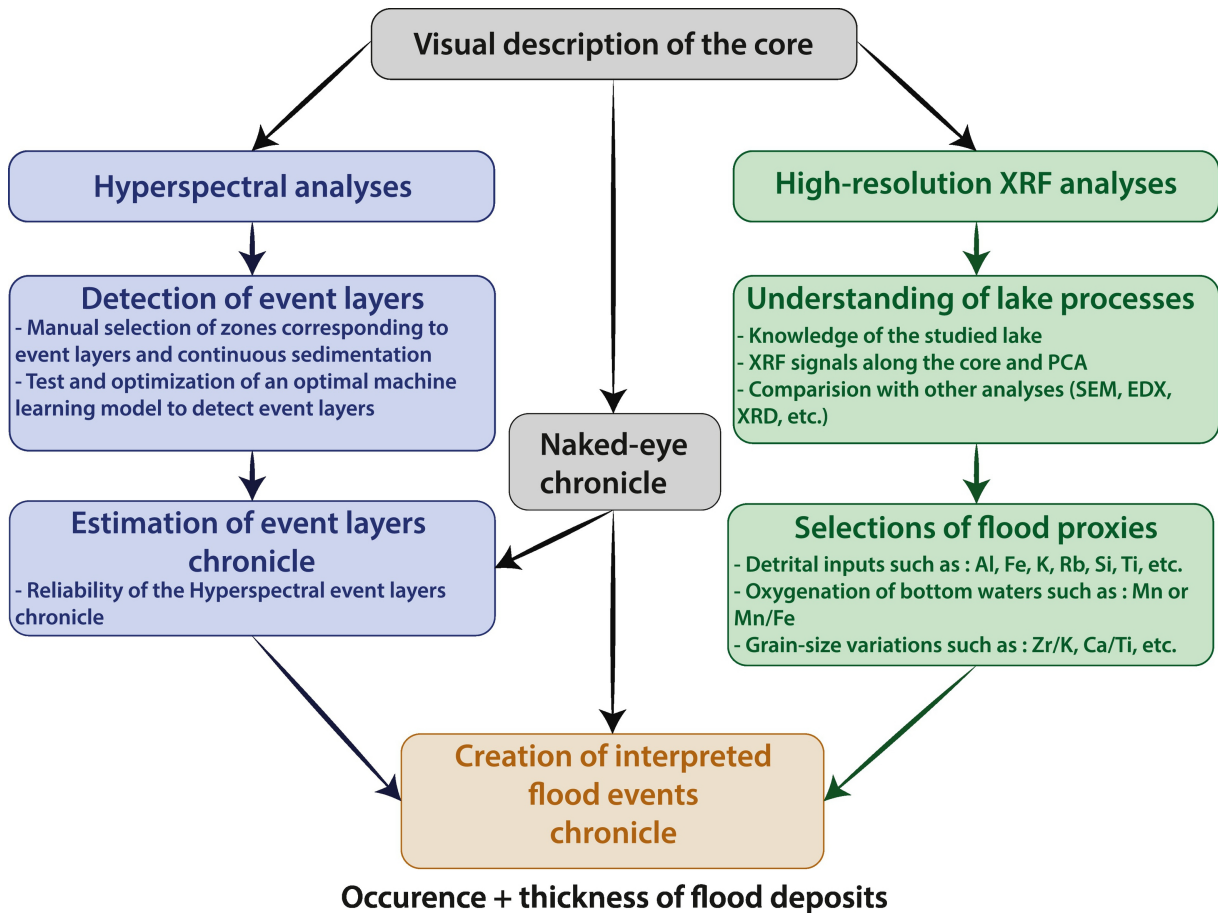 Visual description of the core
Hyperspectral analyses
High-resolution XRF analyses
Detection of event layers
- Manual selection of zones corresponding to
event layers and continuous sedimentation
- Test and optimization of an optimal machine
learning model to detect event layers
Understanding of lake processes
- Knowledge of the studied lake
- XRF signals along the core and PCA
- Comparision with other analyses (SEM, EDX,
XRD, etc.)
Naked-eye
chronicle
Estimation of event layers
chronicle
- Reliability of the Hyperspectral event layers
chronicle
Selections of flood proxies
- Detrital inputs such as : Al, Fe, K, Rb, Si, Ti, etc.
- Oxygenation of bottom waters such as : Mn or
Mn/Fe
- Grain-size variations such as : Zr/K, Ca/Ti, etc.
Creation of interpreted
flood events
chronicle
Occurence + thickness of flood deposits